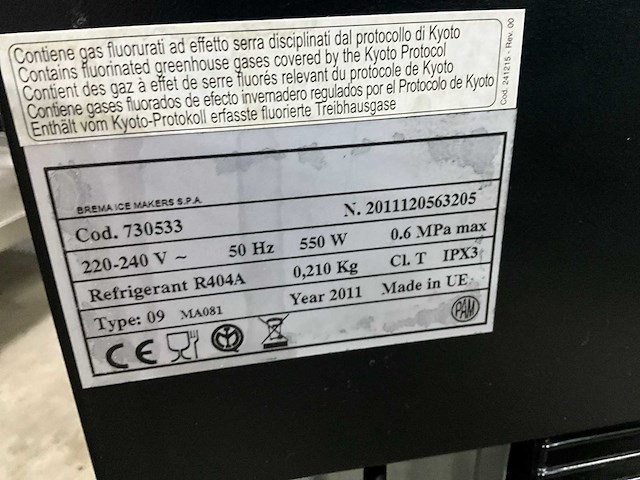 Contiene gas fluorurati ad effetto serra disciplinati dal protocollo di Kyoto
Contains fluorinated greenhouse gases covered by the Kyoto Protocol
Contient des gaz à effet de serre fluorés relevant du protocole de Kyoto
Contiene gases fluorados de efecto invernadero regulados por el Protocolo de Kyoto
Enthält vom Kyoto-Protokoll erfasste fluorierte Treibhausgase
Cod. 241215 - Rev. 00
BREMA ICE MAKERS S.P.A.
Cod. 730533 N. 2011120563205
220-240 V ~ 50 Hz 550 W 0.6 MPa max
Refrigerant R404A 0,210 Kg Cl. T IPX3
Type: 09 MA081 Year 2011 Made in UE
CE PAM